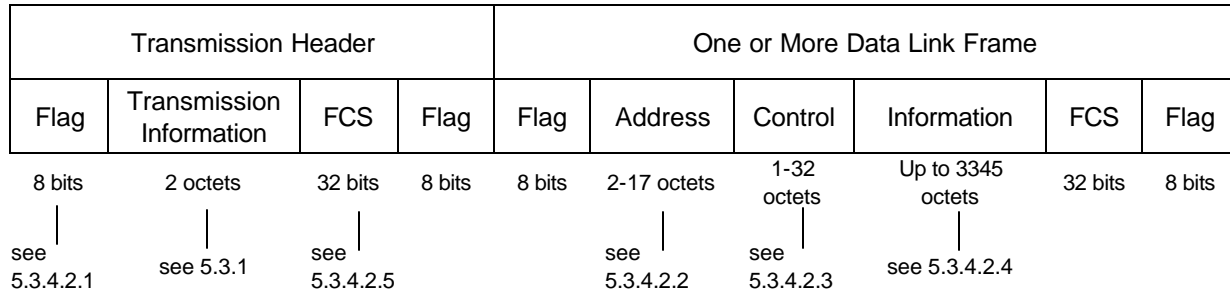 Transmission Header One or More Data Link Frame
Flag Transmission Information FCS Flag Flag Address Control Information FCS Flag
8 bits 2 octets 32 bits 8 bits 8 bits 2-17 octets 1-32 octets Up to 3345 octets 32 bits 8 bits
see 5.3.4.2.1 see 5.3.1 see 5.3.4.2.5 see 5.3.4.2.2 see 5.3.4.2.3 see 5.3.4.2.4